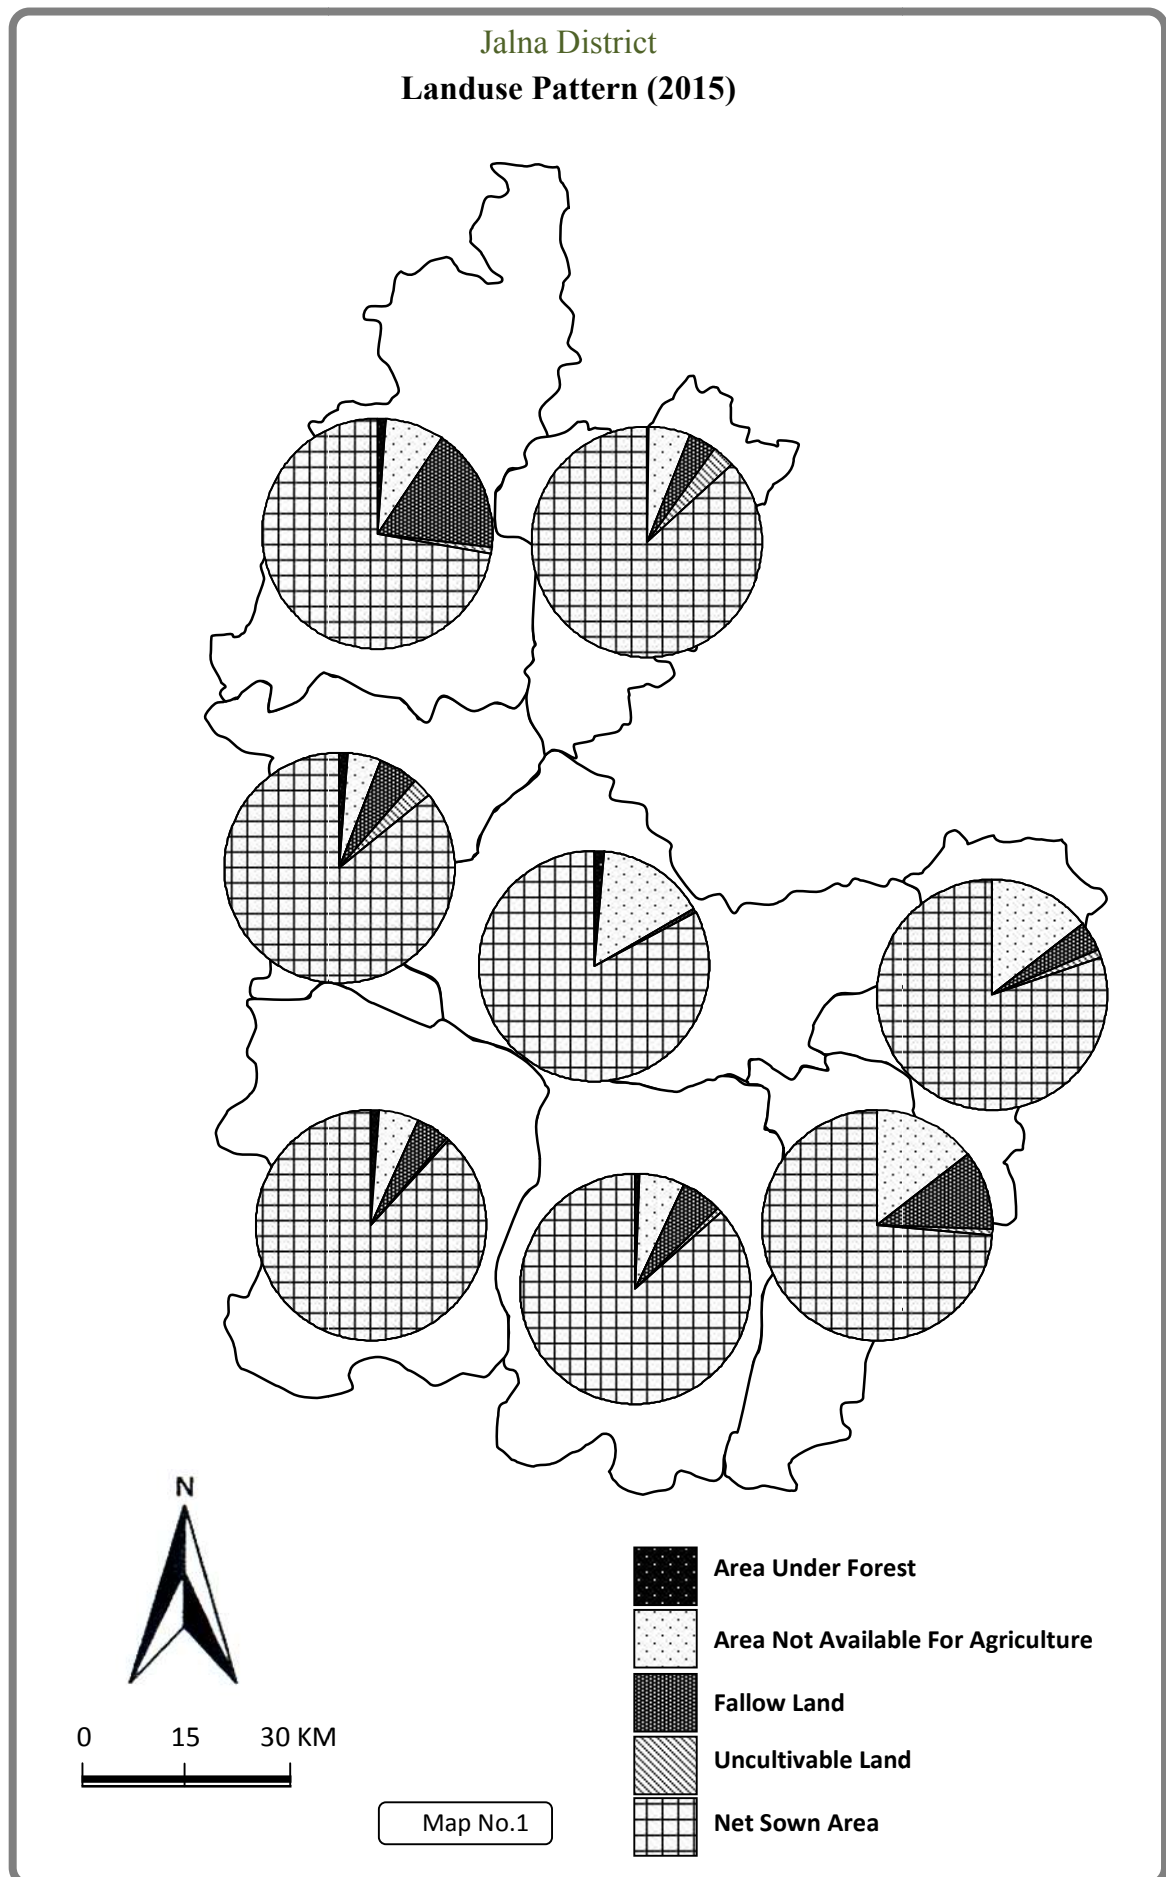 Jalna District
Landuse Pattern (2015)
N
0 15 30 KM
Map No.1
Area Under Forest
Area Not Available For Agriculture
Fallow Land
Uncultivable Land
Net Sown Area